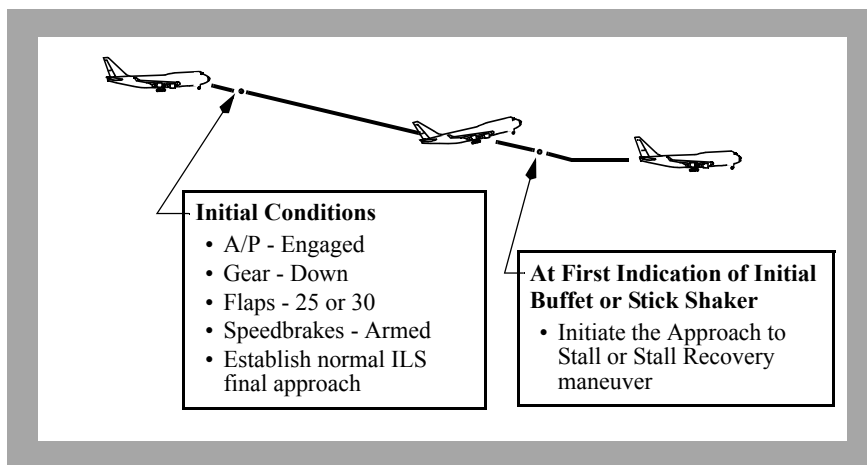 Initial Conditions
• A/P - Engaged
• Gear - Down
• Flaps - 25 or 30
• Speedbrakes - Armed
• Establish normal ILS
final approach
At First Indication of Initial
Buffet or Stick Shaker
• Initiate the Approach to
Stall or Stall Recovery
maneuver